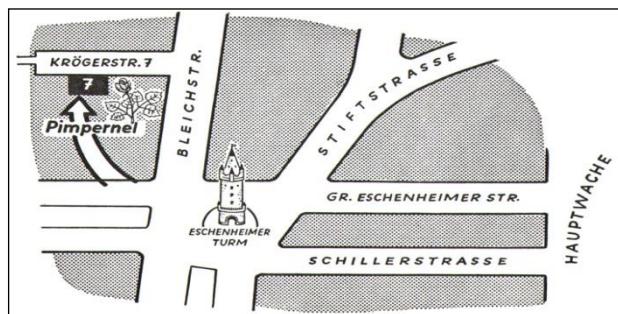 KRÖGERSTR. 7
7
Pimpernel
BLEICHSTR.
STIFTSTRASSE
ESCHENHEIMER
TURM
GR. ESCHENHEIMER STR.
SCHILLERSTRASSE
HAUPTWACHE